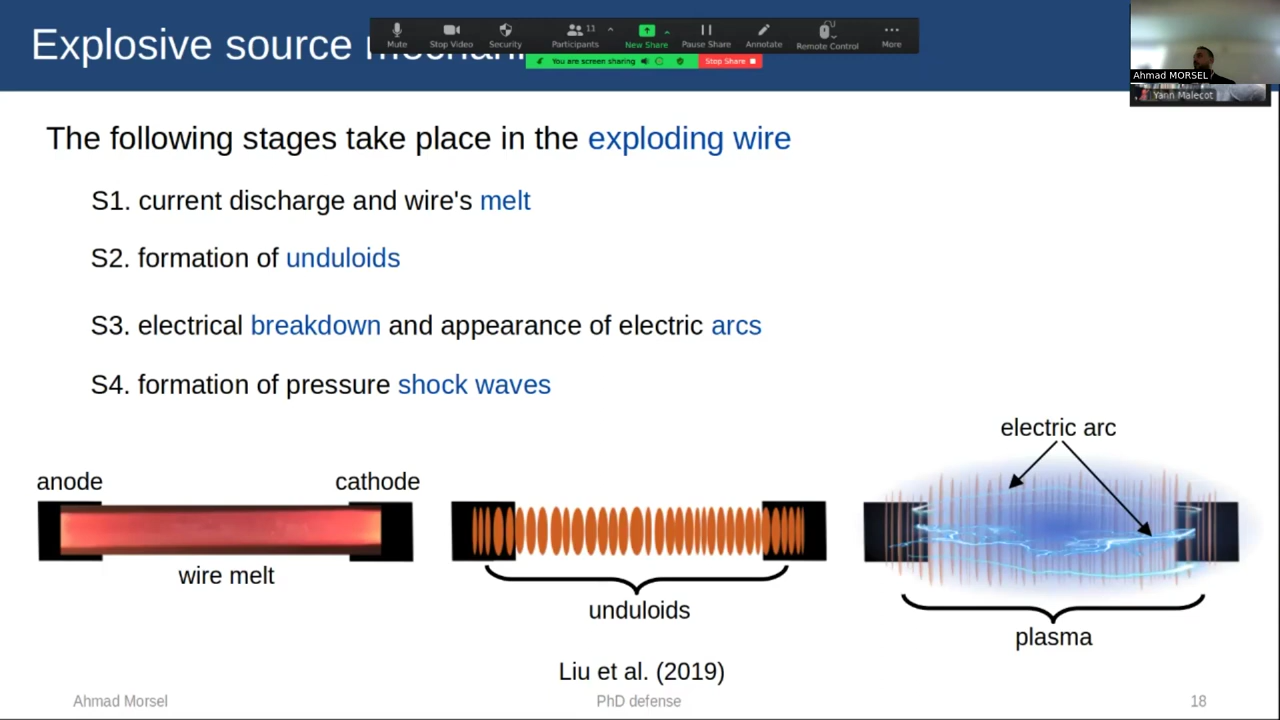 Explosive source
Mute
Stop Video
Security
Participants
11
New Share
Pause Share
Annotate
Remote Control
More
You are screen sharing
Stop Share
Ahmad MORSEL
Yann Malecot
The following stages take place in the exploding wire
S1. current discharge and wire's melt
S2. formation of unduloids
S3. electrical breakdown and appearance of electric arcs
S4. formation of pressure shock waves
electric arc
anode
cathode
wire melt
unduloids
plasma
Liu et al. (2019)
Ahmad Morsel
PhD defense
18